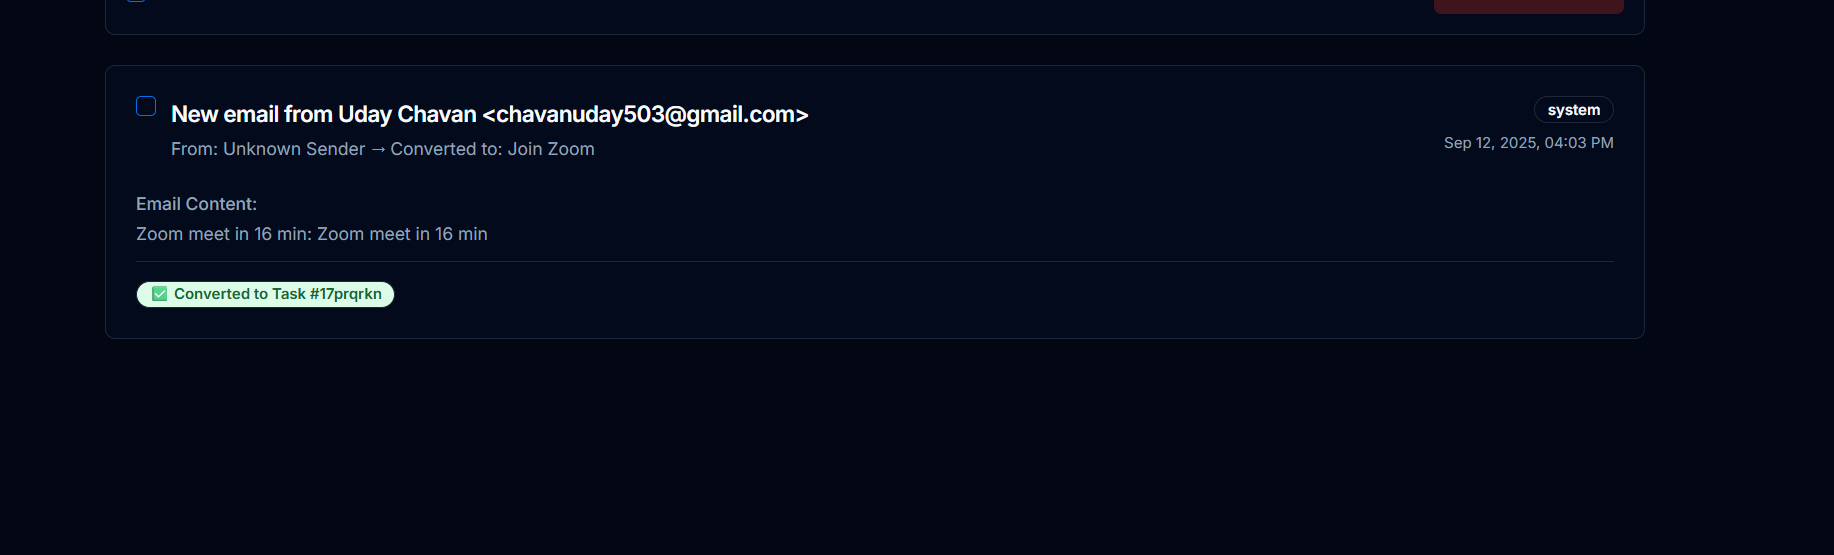 New email from Uday Chavan <chavanuday503@gmail.com>
system
From: Unknown Sender → Converted to: Join Zoom
Sep 12, 2025, 04:03 PM
Email Content:
Zoom meet in 16 min: Zoom meet in 16 min
✅ Converted to Task #17prqrkn